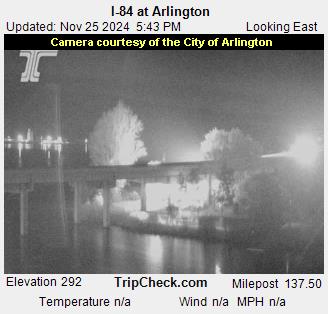 I-84 at Arlington
Updated: Nov 25 2024 5:43 PM Looking East
Camera courtesy of the City of Arlington
Elevation 292 TripCheck.com Milepost 137.50
Temperature n/a Wind n/a MPH n/a